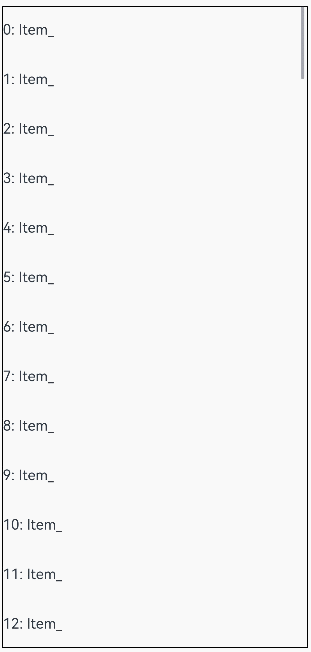 0: Item_
1: Item_
2: Item_
3: Item_
4: Item_
5: Item_
6: Item_
7: Item_
8: Item_
9: Item_
10: Item_
11: Item_
12: Item_